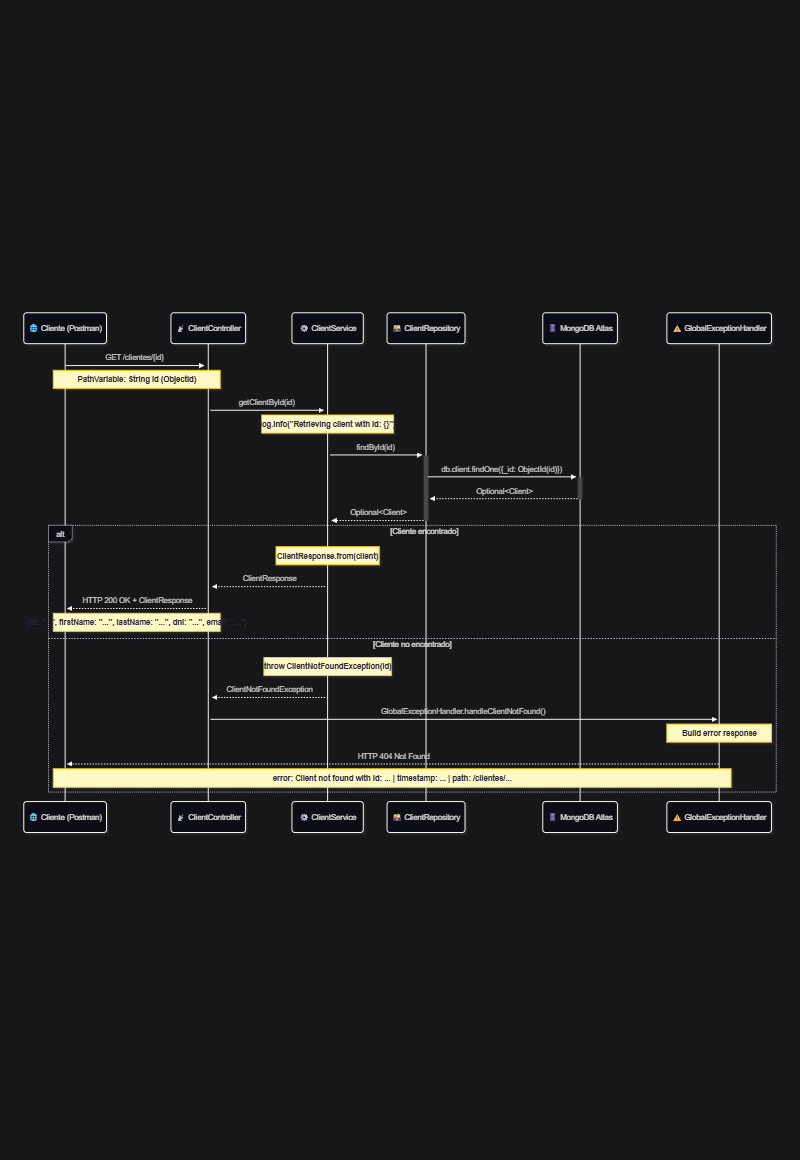 Cliente (Postman)
ClientController
ClientService
ClientRepository
MongoDB Atlas
GlobalExceptionHandler
GET /clientes/{id}
PathVariable: String id (ObjectId)
getClientById(id)
og.info("Retrieving client with id: {}"
findById(id)
db.client.findOne({_id: ObjectId(id)})
Optional<Client>
Optional<Client>
alt
[Cliente encontrado]
ClientResponse.from(client)
ClientResponse
HTTP 200 OK + ClientResponse
{id: "...", firstName: "...", lastName: "...", dni: "...", email: "..."}
[Cliente no encontrado]
throw ClientNotFoundException(id)
ClientNotFoundException
GlobalExceptionHandler.handleClientNotFound()
Build error response
HTTP 404 Not Found
error: Client not found with id: ... | timestamp: ... | path: /clientes/...
Cliente (Postman)
ClientController
ClientService
ClientRepository
MongoDB Atlas
GlobalExceptionHandler